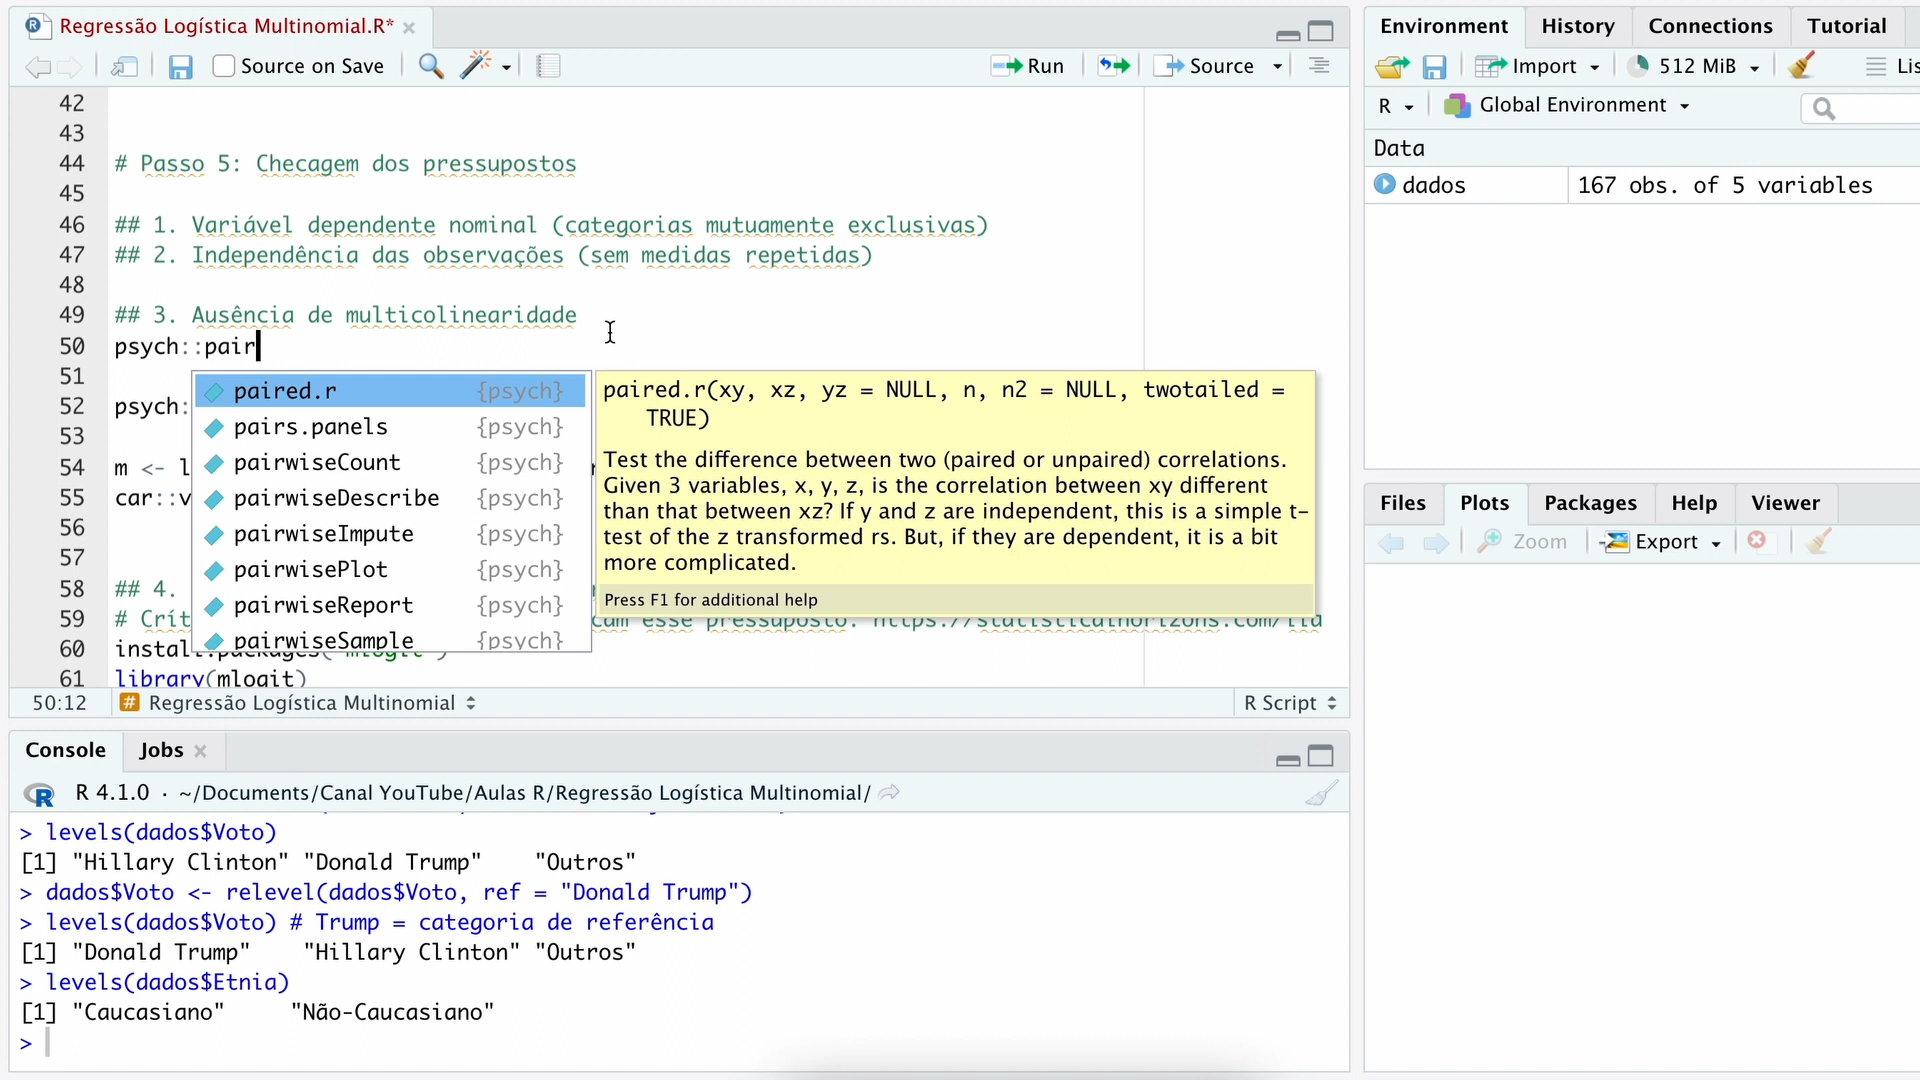 Regressão Logística Multinomial.R*
Source on Save
Run
Source
42
43
44 # Passo 5: Checagem dos pressupostos
45
46 ## 1. Variável dependente nominal (categorias mutuamente exclusivas)
47 ## 2. Independência das observações (sem medidas repetidas)
48
49 ## 3. Ausência de multicolinearidade
50 psych::pair
51
52 psych:
53
54 m <- l
55 car::v
56
57
58 ## 4.
59 # Crít
60 install.packages("mlogit")
61 library(mlogit)
paired.r {psych}
pairs.panels {psych}
pairwiseCount {psych}
pairwiseDescribe {psych}
pairwiseImpute {psych}
pairwisePlot {psych}
pairwiseReport {psych}
pairwiseSample {psych}
paired.r(xy, xz, yz = NULL, n, n2 = NULL, twotailed =
TRUE)
Test the difference between two (paired or unpaired) correlations.
Given 3 variables, x, y, z, is the correlation between xy different
than that between xz? If y and z are independent, this is a simple t-
test of the z transformed rs. But, if they are dependent, it is a bit
more complicated.
Press F1 for additional help
cam esse pressuposto: https://statisticalhorizons.com/iia
50:12
# Regressão Logística Multinomial
R Script
Console
Jobs
R 4.1.0 · ~/Documents/Canal YouTube/Aulas R/Regressão Logística Multinomial/
> levels(dados$Voto)
[1] "Hillary Clinton" "Donald Trump" "Outros"
> dados$Voto <- relevel(dados$Voto, ref = "Donald Trump")
> levels(dados$Voto) # Trump = categoria de referência
[1] "Donald Trump" "Hillary Clinton" "Outros"
> levels(dados$Etnia)
[1] "Caucasiano" "Não-Caucasiano"
>
Environment
History
Connections
Tutorial
Import
512 MiB
Lis
R
Global Environment
Data
dados
167 obs. of 5 variables
Files
Plots
Packages
Help
Viewer
Zoom
Export